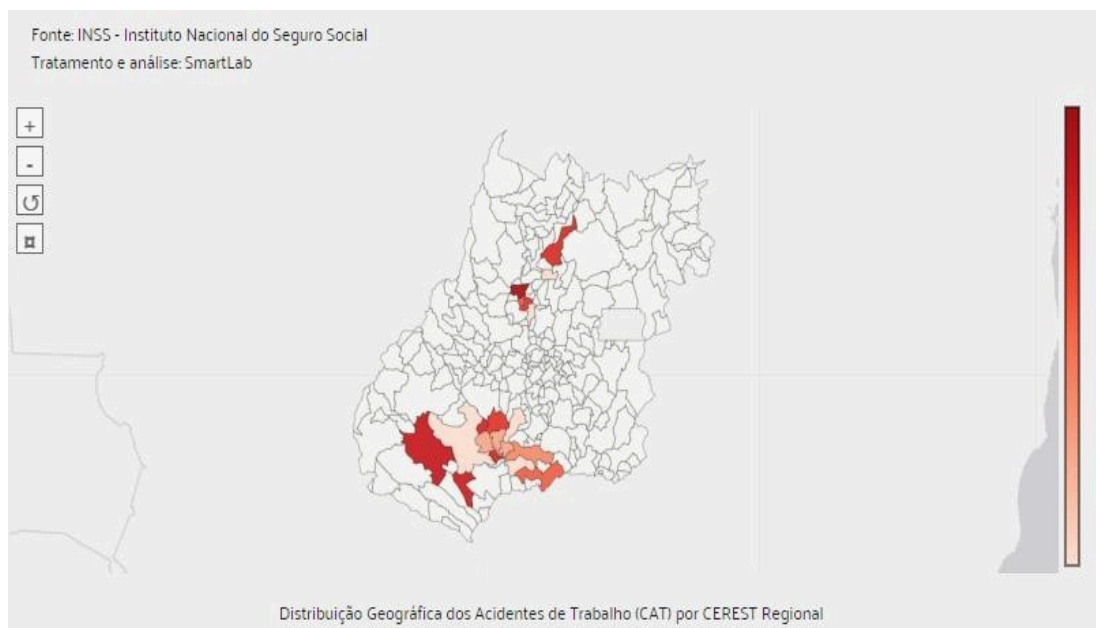 Fonte: INSS - Instituto Nacional do Seguro Social
Tratamento e análise: SmartLab
+
-
↺
¤
Distribuição Geográfica dos Acidentes de Trabalho (CAT) por CEREST Regional